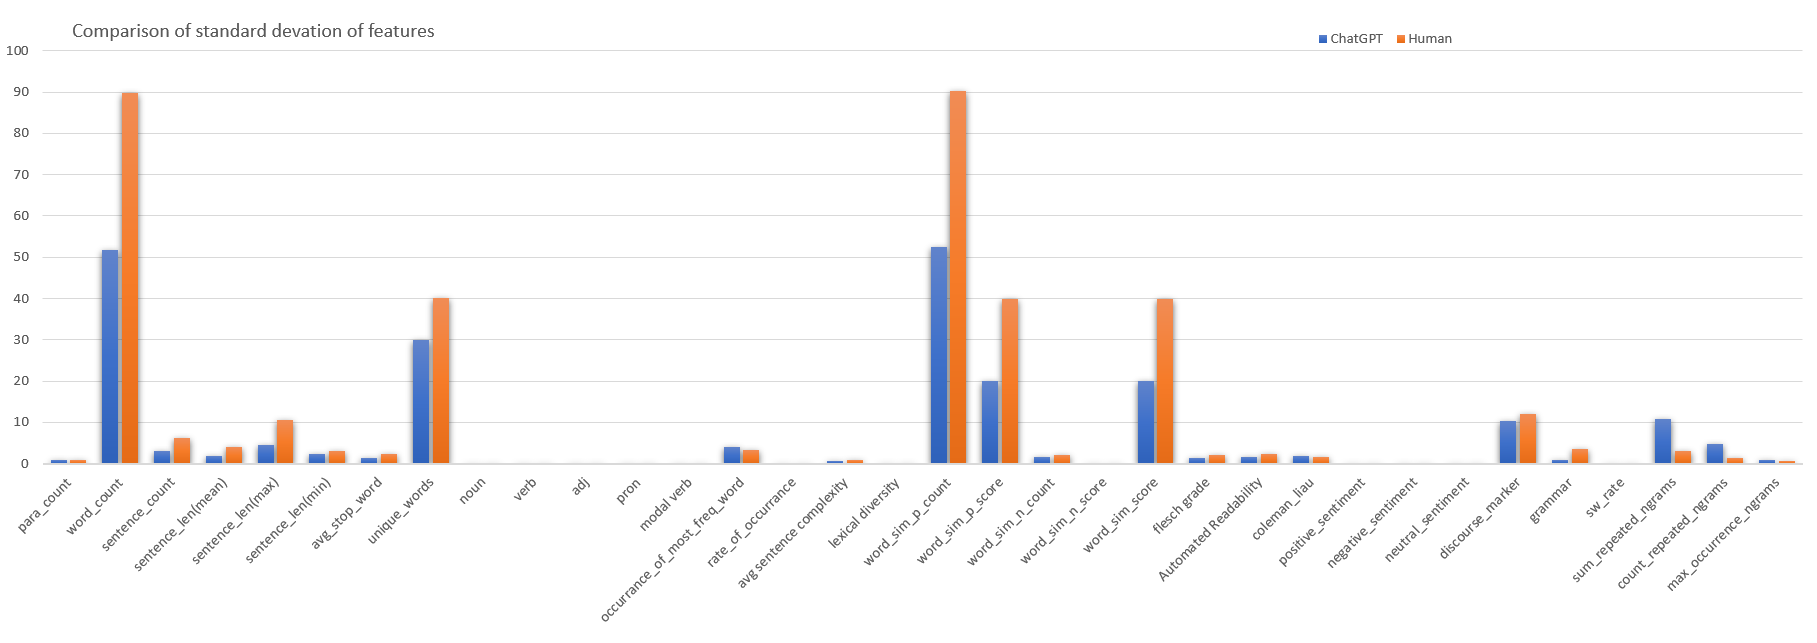 Comparison of standard devation of features
ChatGPT
Human
100
90
80
70
60
50
40
30
20
10
0
para_count
word_count
sentence_count
sentence_len(mean)
sentence_len(max)
sentence_len(min)
avg_stop_word
unique_words
noun
verb
adj
pron
modal verb
occurrance_of_most_freq_word
rate_of_occurrance
avg sentence complexity
lexical diversity
word_sim_p_count
word_sim_p_score
word_sim_n_count
word_sim_n_score
word_sim_score
flesch grade
Automated Readability
coleman_liau
positive_sentiment
negative_sentiment
neutral_sentiment
discourse_marker
grammar
sw_rate
sum_repeated_ngrams
count_repeated_ngrams
max_occurrence_ngrams